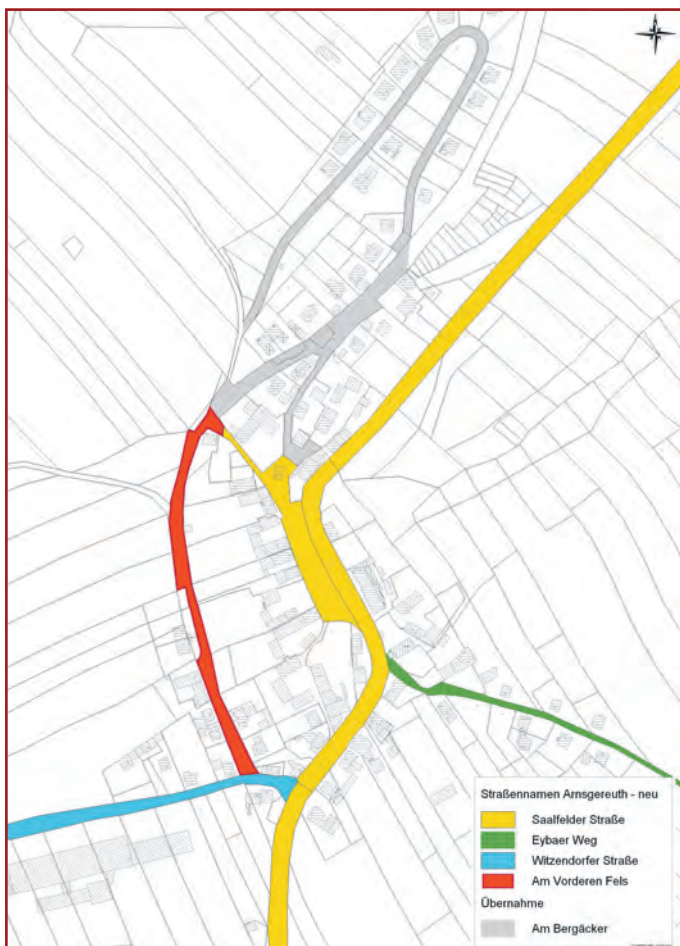 Straßennamen Arnsgereuth - neu
Saalfelder Straße
Eybaer Weg
Witzendorfer Straße
Am Vorderen Fels
Übernahme
Am Bergäcker